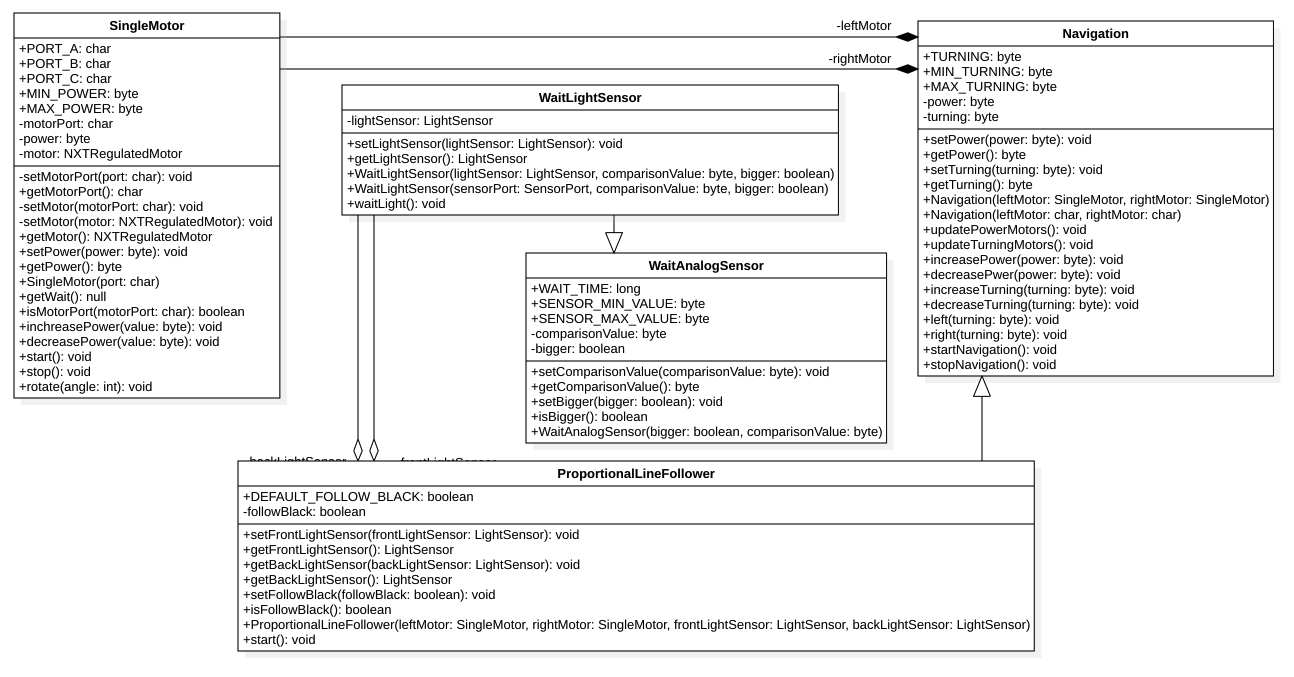 SingleMotor
+PORT_A: char
+PORT_B: char
+PORT_C: char
+MIN_POWER: byte
+MAX_POWER: byte
-motorPort: char
-power: byte
-motor: NXTRegulatedMotor
-setMotorPort(port: char): void
+getMotorPort(): char
-setMotor(motorPort: char): void
-setMotor(motor: NXTRegulatedMotor): void
+getMotor(): NXTRegulatedMotor
+setPower(power: byte): void
+getPower(): byte
+SingleMotor(port: char)
+getWait(): null
+isMotorPort(motorPort: char): boolean
+inchreasePower(value: byte): void
+decreasePower(value: byte): void
+start(): void
+stop(): void
+rotate(angle: int): void
-leftMotor
-rightMotor
Navigation
+TURNING: byte
+MIN_TURNING: byte
+MAX_TURNING: byte
-power: byte
-turning: byte
+setPower(power: byte): void
+getPower(): byte
+setTurning(turning: byte): void
+getTurning(): byte
+Navigation(leftMotor: SingleMotor, rightMotor: SingleMotor)
+Navigation(leftMotor: char, rightMotor: char)
+updatePowerMotors(): void
+updateTurningMotors(): void
+increasePower(power: byte): void
+decreasePwer(power: byte): void
+increaseTurning(turning: byte): void
+decreaseTurning(turning: byte): void
+left(turning: byte): void
+right(turning: byte): void
+startNavigation(): void
+stopNavigation(): void
WaitLightSensor
-lightSensor: LightSensor
+setLightSensor(lightSensor: LightSensor): void
+getLightSensor(): LightSensor
+WaitLightSensor(lightSensor: LightSensor, comparisonValue: byte, bigger: boolean)
+WaitLightSensor(sensorPort: SensorPort, comparisonValue: byte, bigger: boolean)
+waitLight(): void
WaitAnalogSensor
+WAIT_TIME: long
+SENSOR_MIN_VALUE: byte
+SENSOR_MAX_VALUE: byte
-comparisonValue: byte
-bigger: boolean
+setComparisonValue(comparisonValue: byte): void
+getComparisonValue(): byte
+setBigger(bigger: boolean): void
+isBigger(): boolean
+WaitAnalogSensor(bigger: boolean, comparisonValue: byte)
-backLightSensor
-frontLightSensor
ProportionalLineFollower
+DEFAULT_FOLLOW_BLACK: boolean
-followBlack: boolean
+setFrontLightSensor(frontLightSensor: LightSensor): void
+getFrontLightSensor(): LightSensor
+getBackLightSensor(backLightSensor: LightSensor): void
+getBackLightSensor(): LightSensor
+setFollowBlack(followBlack: boolean): void
+isFollowBlack(): boolean
+ProportionalLineFollower(leftMotor: SingleMotor, rightMotor: SingleMotor, frontLightSensor: LightSensor, backLightSensor: LightSensor)
+start(): void